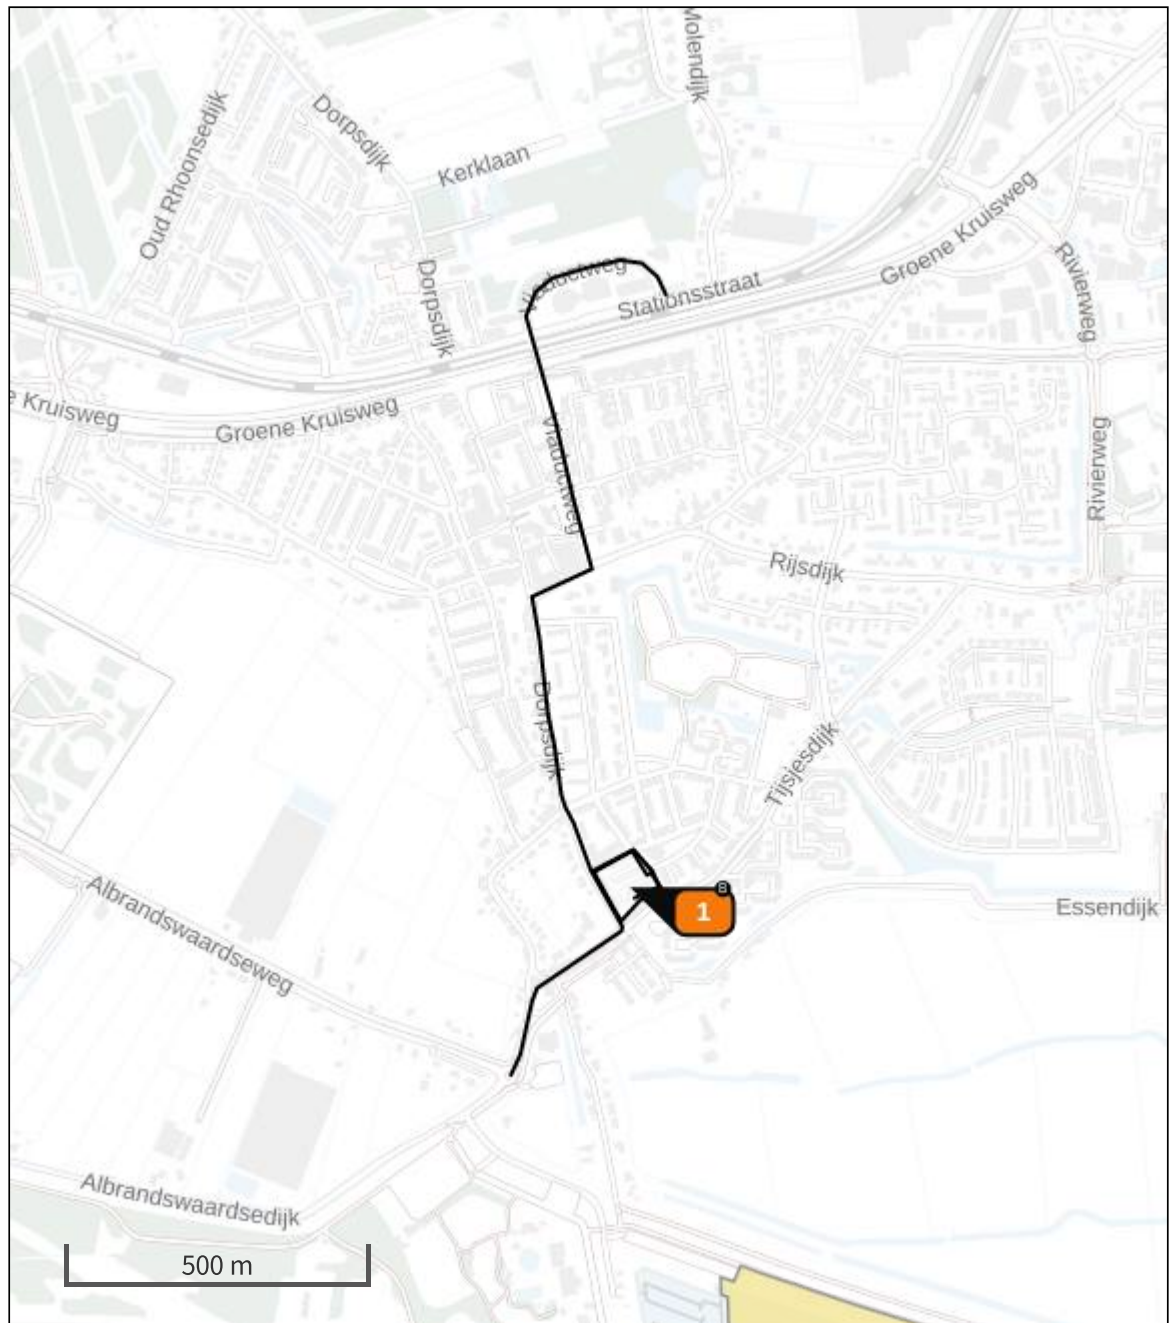 Molendijk
Dorpsdijk
Oud Rhoonsedijk
Kerklaan
Groene Kruisweg
Rivierweg
Viaductweg
Dorpsdijk
Stationsstraat
e Kruisweg
Groene Kruisweg
Viaductweg
Rivierweg
Rijsdijk
Dorpsdijk
Tijsjesdijk
Albrandswaardseweg
B
1
Essendijk
Albrandswaardsedijk
500 m